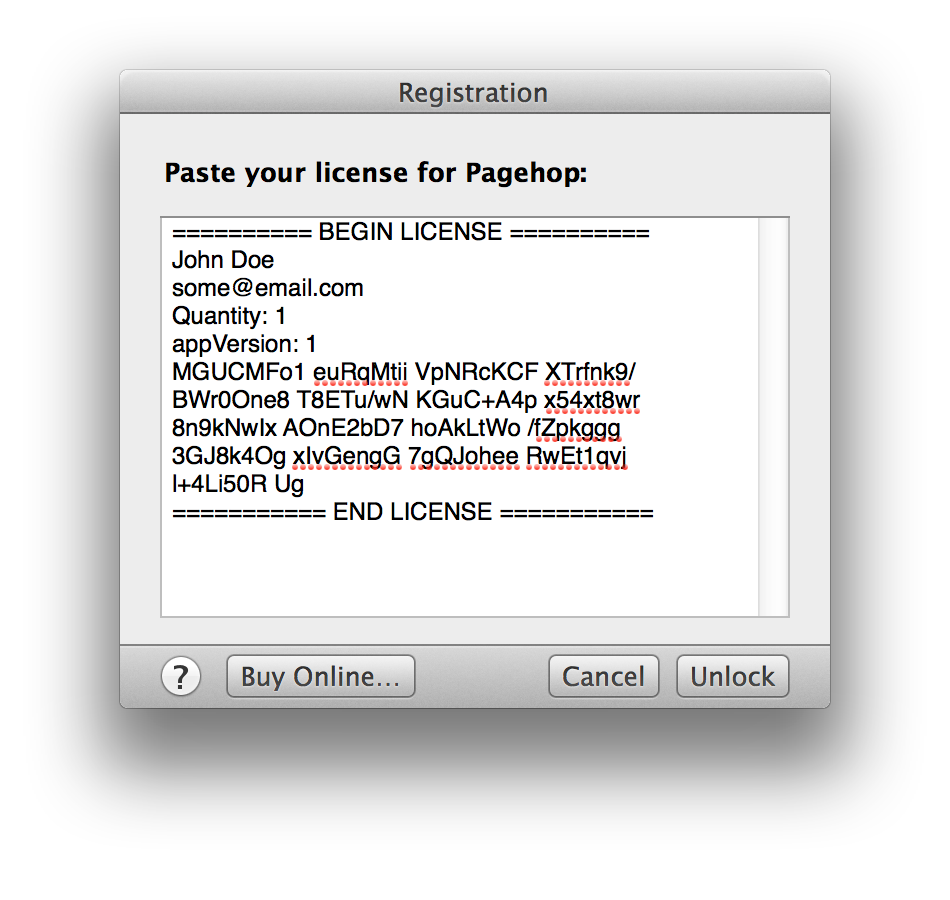 Registration
Paste your license for Pagehop:
========== BEGIN LICENSE ==========
John Doe
some@email.com
Quantity: 1
appVersion: 1
MGUCMFo1 euRqMtii VpNRcKCF XTrfnk9/
BWr0One8 T8ETu/wN KGuC+A4p x54xt8wr
8n9kNwIx AOnE2bD7 hoAkLtWo /fZpkggg
3GJ8k4Og xIvGengG 7gQJohee RwEt1qvj
l+4Li50R Ug
=========== END LICENSE ===========
? Buy Online... Cancel Unlock